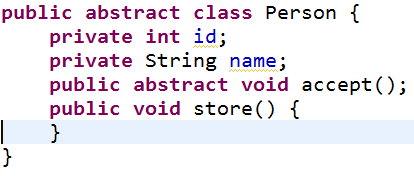 public abstract class Person {
    private int id;
    private String name;
    public abstract void accept();
    public void store() {
    }
}